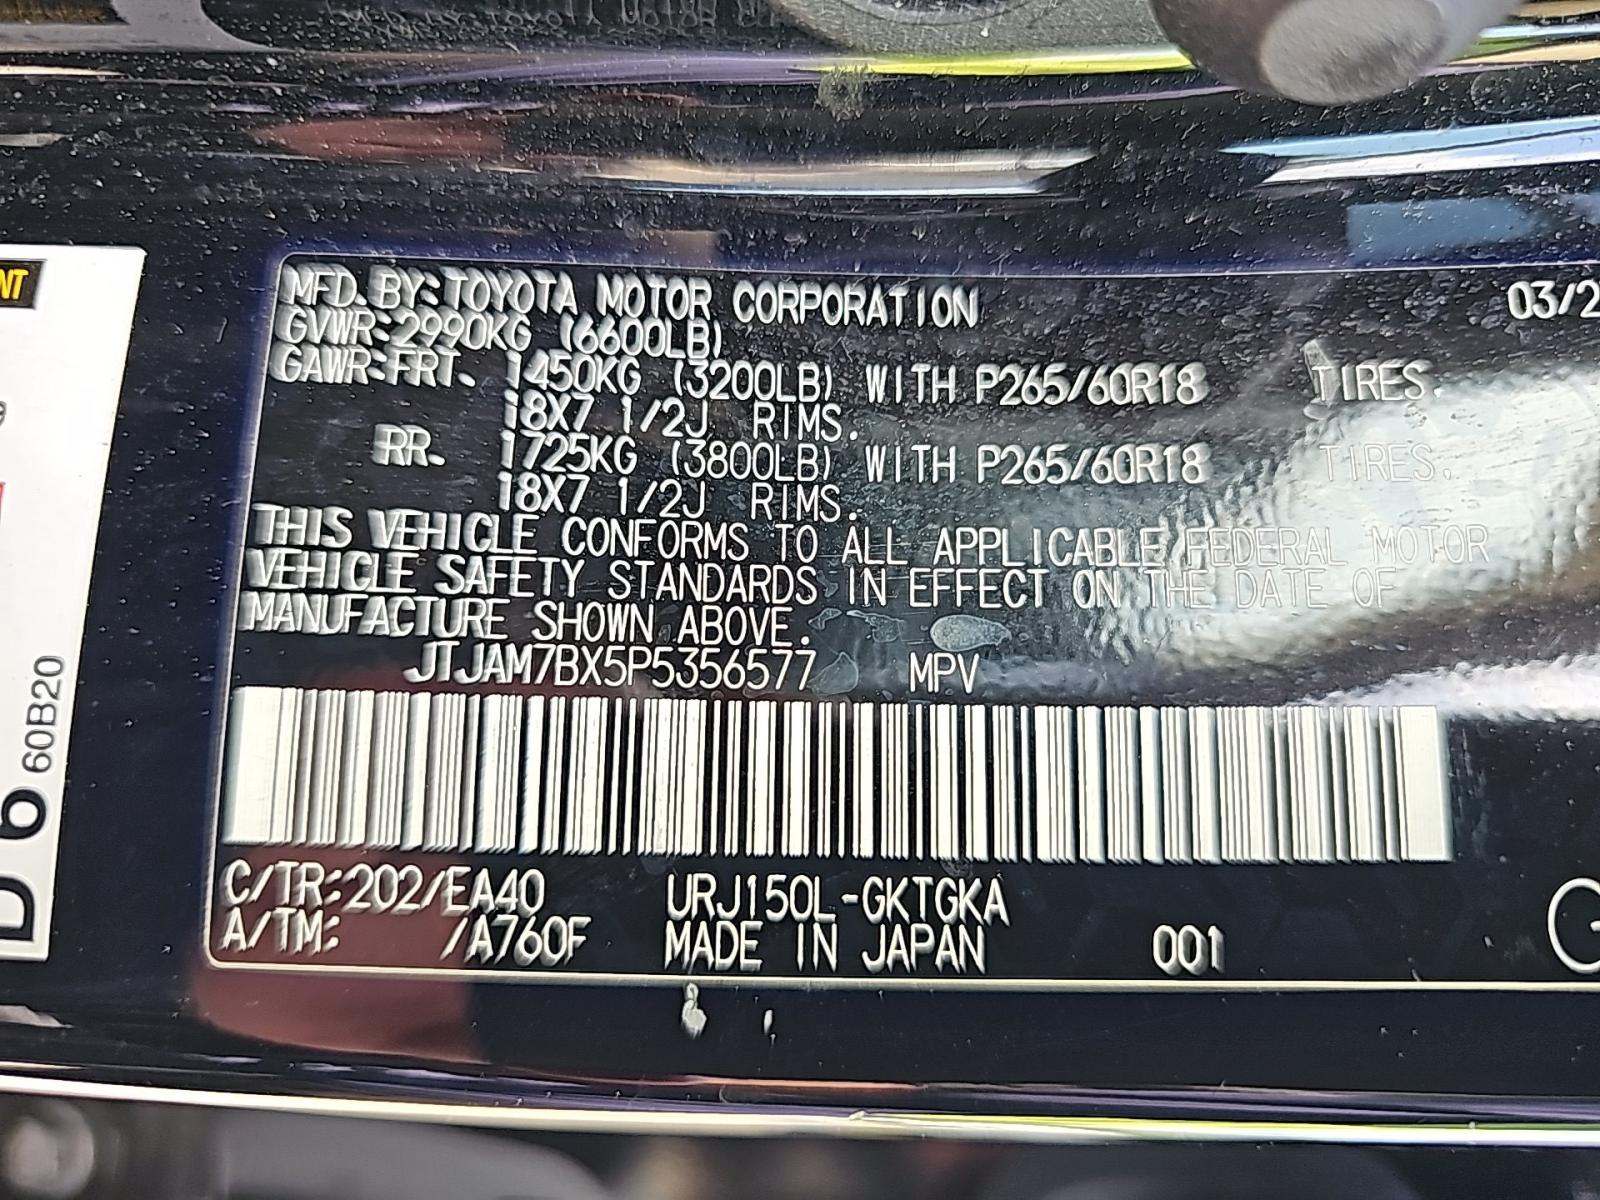 MFD. BY: TOYOTA MOTOR CORPORATION 03/2
GVWR: 2990KG (6600LB)
GAWR: FRT. 1450KG (3200LB) WITH P265/60R18 TIRES.
18X7 1/2J RIMS.
RR. 1725KG (3800LB) WITH P265/60R18 TIRES.
18X7 1/2J RIMS.
THIS VEHICLE CONFORMS TO ALL APPLICABLE FEDERAL MOTOR
VEHICLE SAFETY STANDARDS IN EFFECT ON THE DATE OF
MANUFACTURE SHOWN ABOVE.
JTJAM7BX5P5356577 MPV
C/TR: 202/EA40 URJ150L-GKTGKA
A/TM: /A760F MADE IN JAPAN 001
NT
60B20
D6